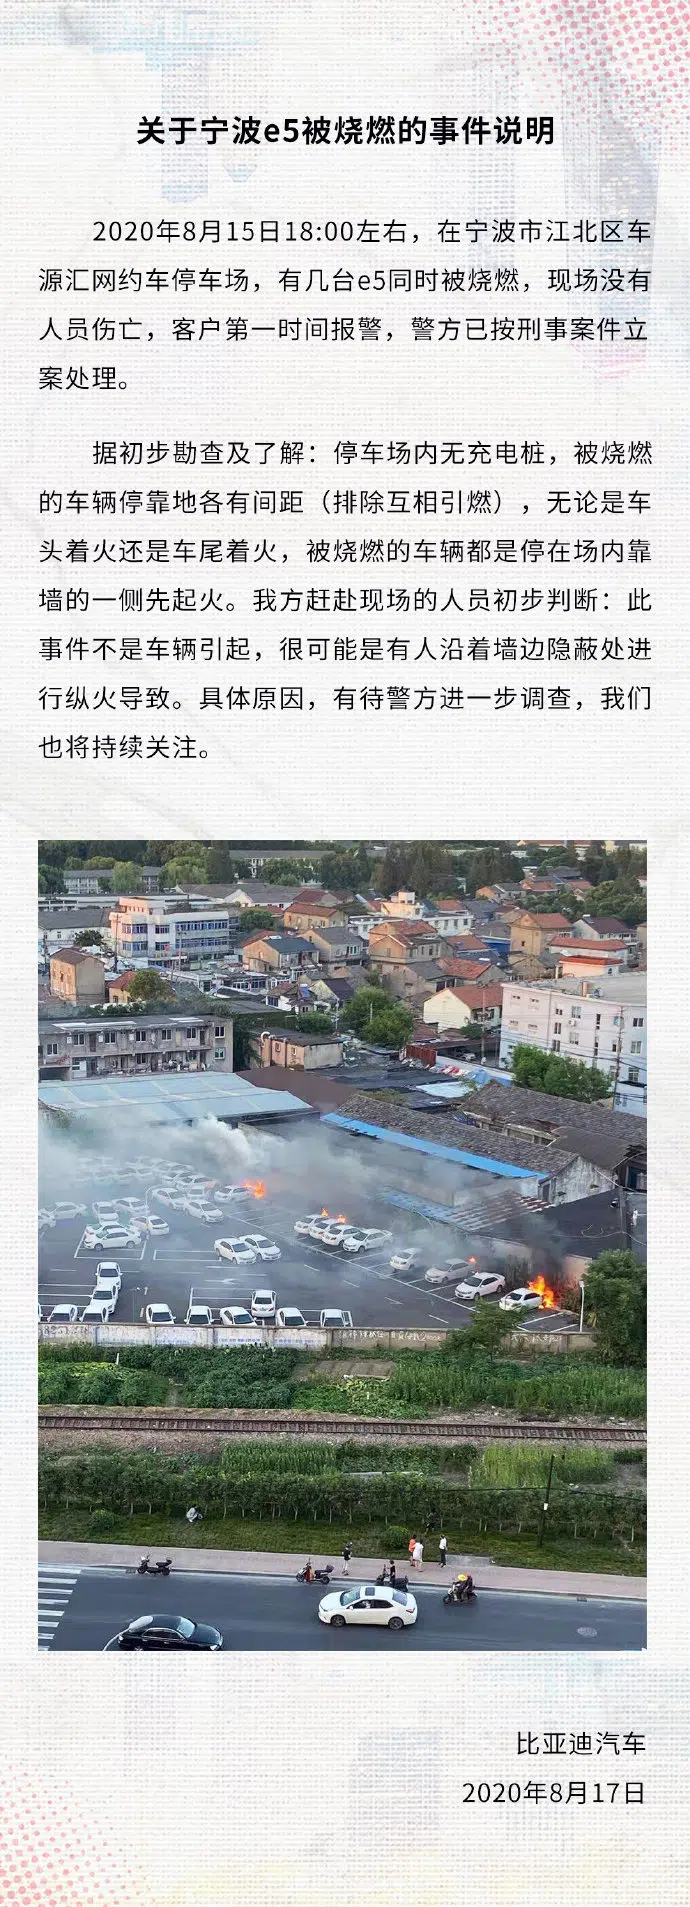 关于宁波e5被烧燃的事件说明
2020年8月15日18:00左右，在宁波市江北区车
源汇网约车停车场，有几台e5同时被烧燃，现场没有
人员伤亡，客户第一时间报警，警方已按刑事案件立
案处理。
据初步勘查及了解：停车场内无充电桩，被烧燃
的车辆停靠地各有间距（排除互相引燃），无论是车
头着火还是车尾着火，被烧燃的车辆都是停在场内靠
墙的一侧先起火。我方赶赴现场的人员初步判断：此
事件不是车辆引起，很可能是有人沿着墙边隐蔽处进
行纵火导致。具体原因，有待警方进一步调查，我们
也将持续关注。
比亚迪汽车
2020年8月17日